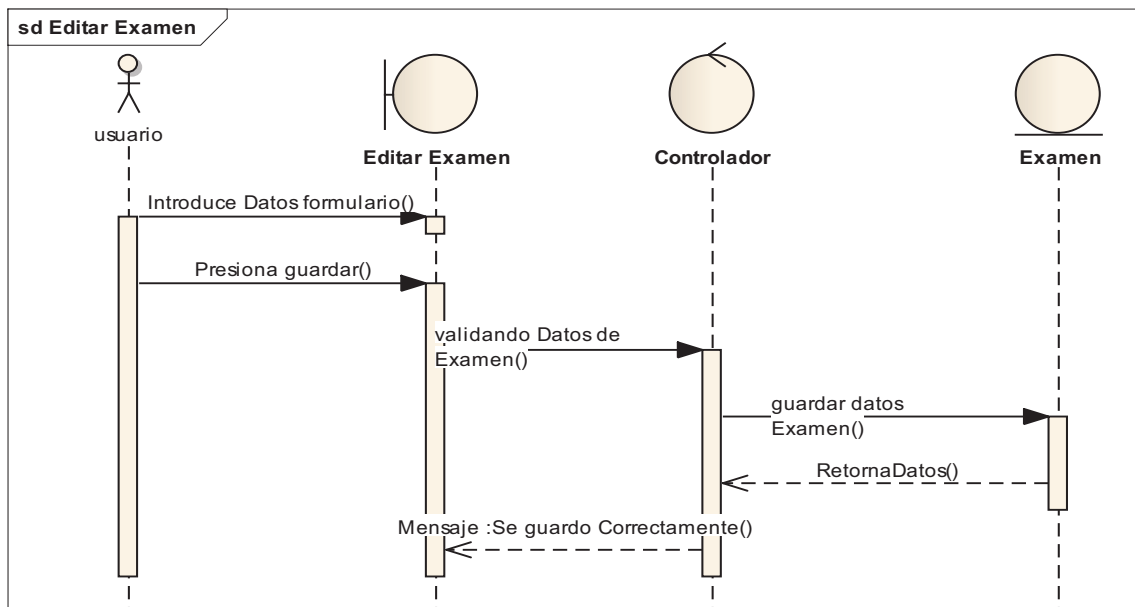 sd Editar Examen
usuario
Editar Examen
Controlador
Examen
Introduce Datos formulario()
Presiona guardar()
validando Datos de
Examen()
guardar datos
Examen()
RetornaDatos()
Mensaje :Se guardo Correctamente()